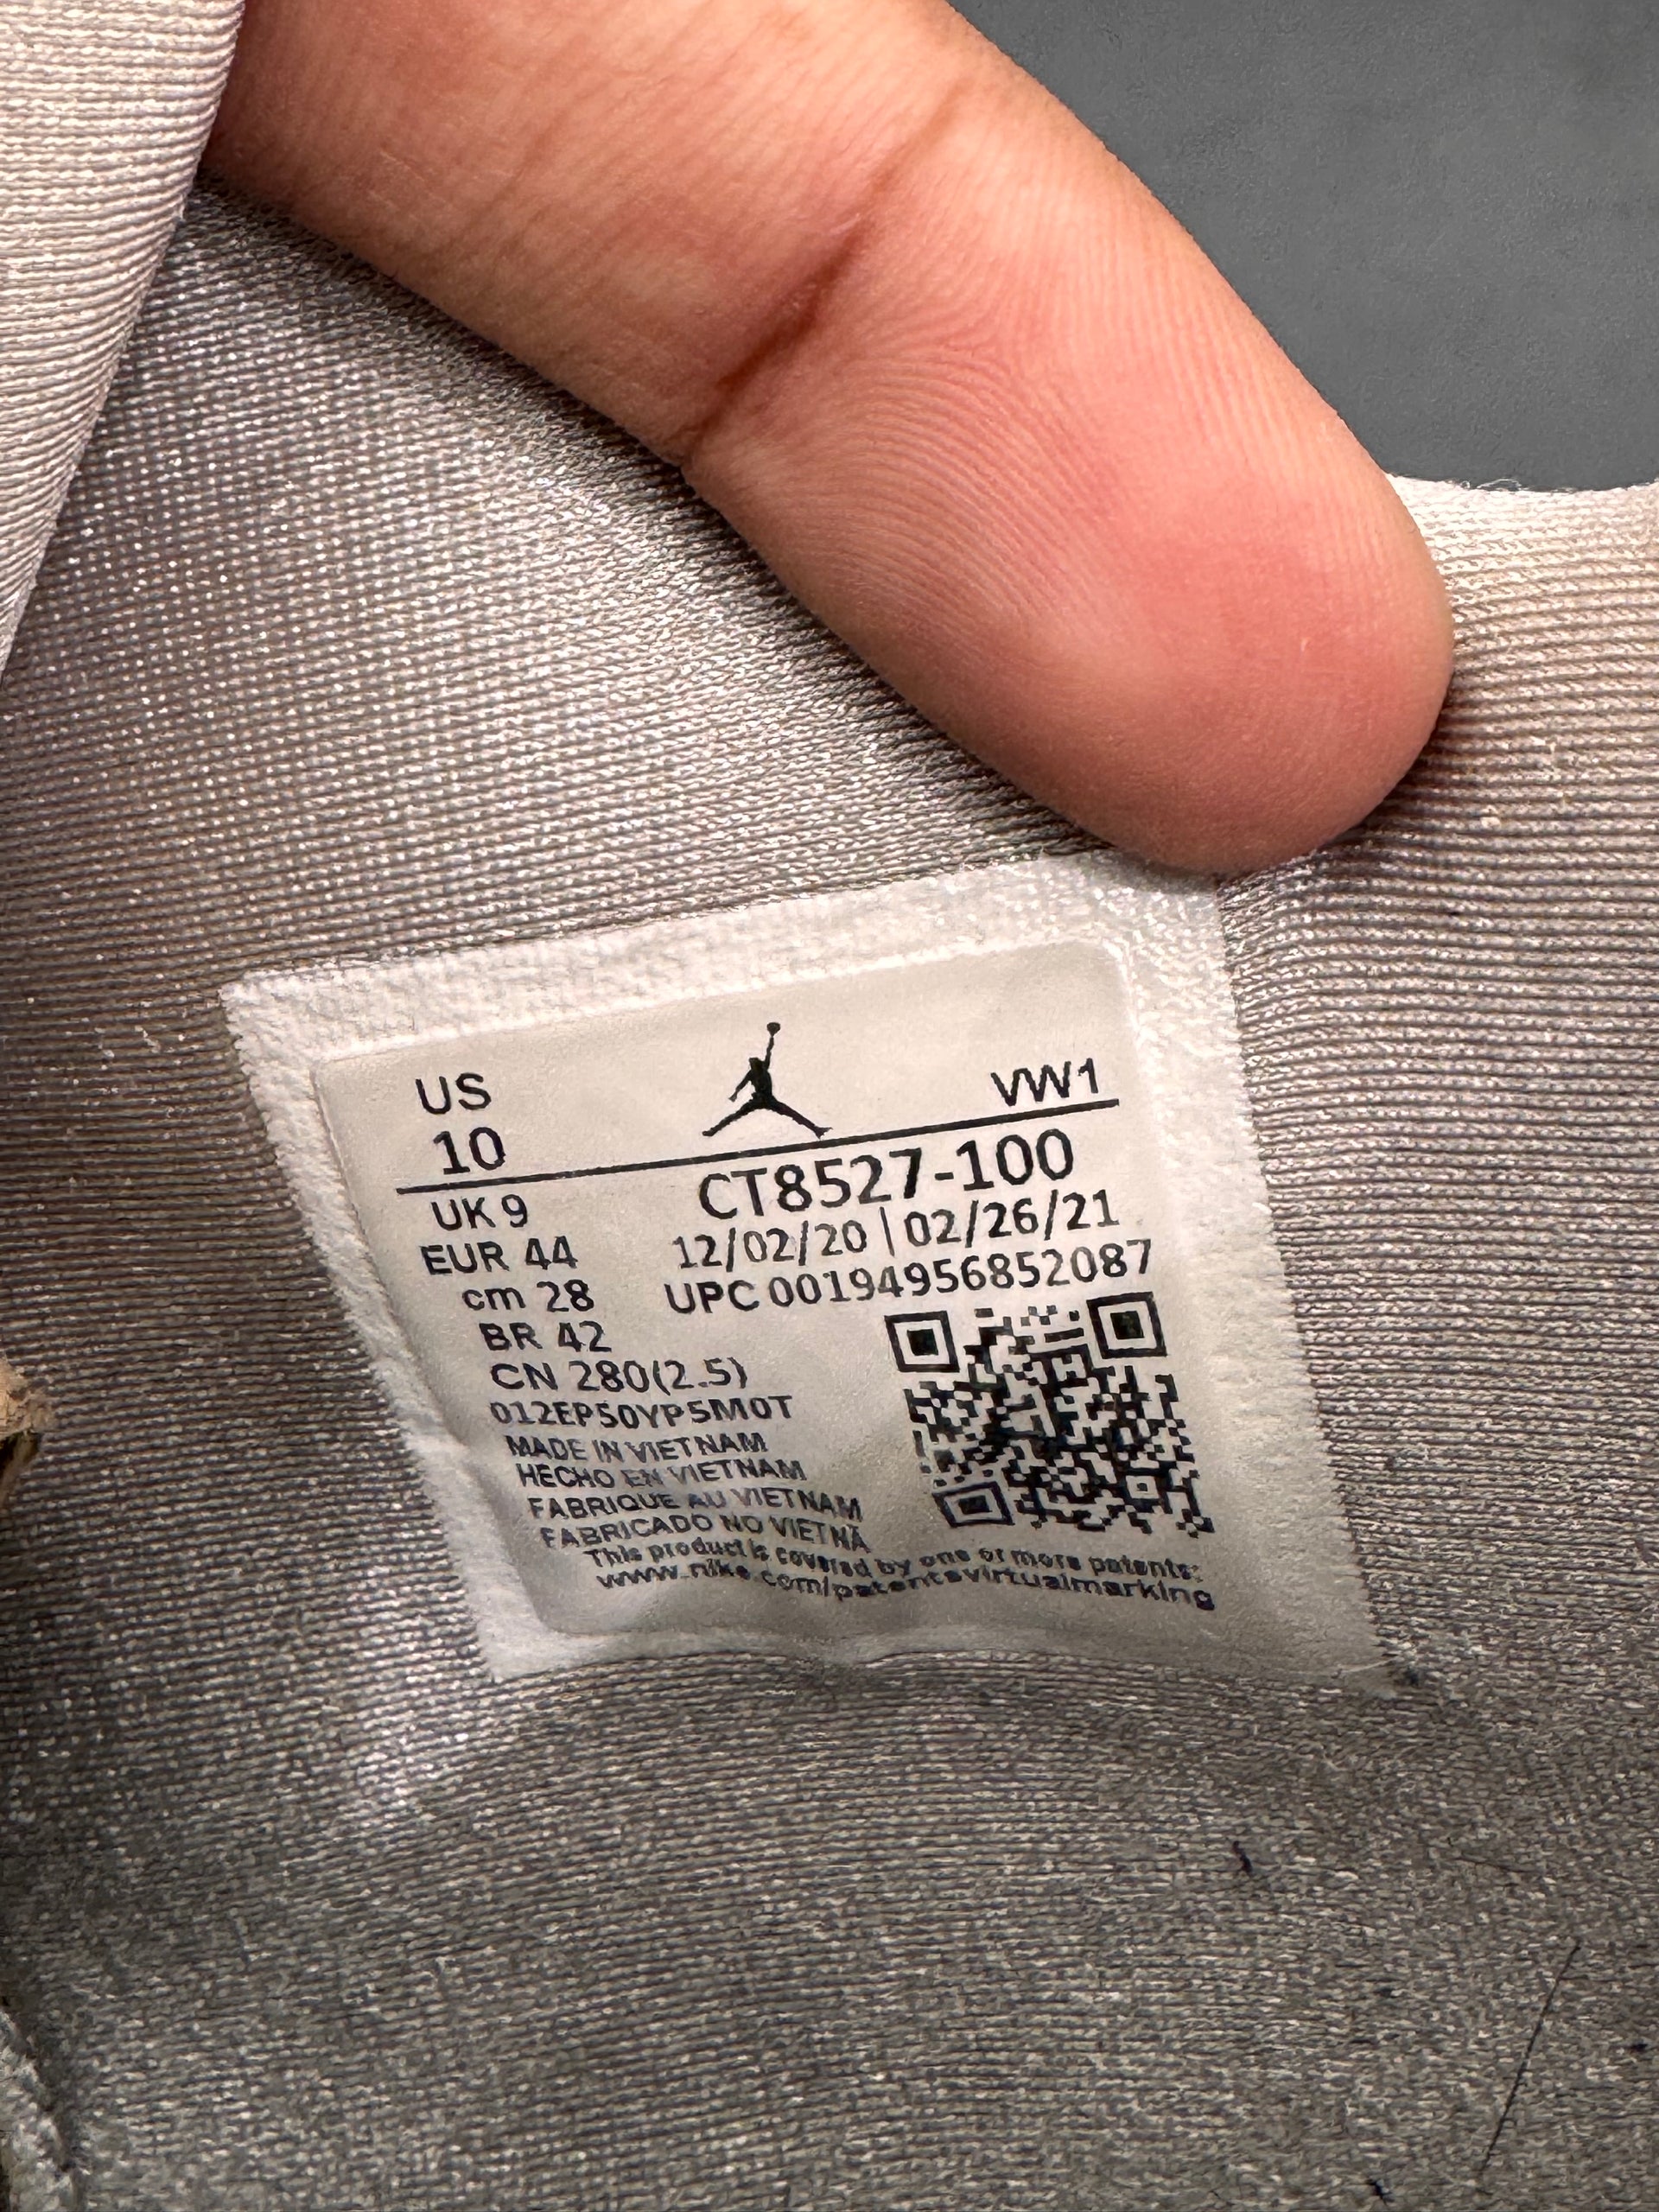 US VW1
10
UK 9 CT8527-100
EUR 44 12/02/20 | 02/26/21
cm 28 UPC 00194956852087
BR 42
CN 280(2.5)
012EP50YP5M0T
MADE IN VIETNAM
HECHO EN VIETNAM
FABRIQUE AU VIETNAM
FABRICADO NO VIETNÃ
This product is covered by one or more patents:
www.nike.com/patentsvirtualmarking